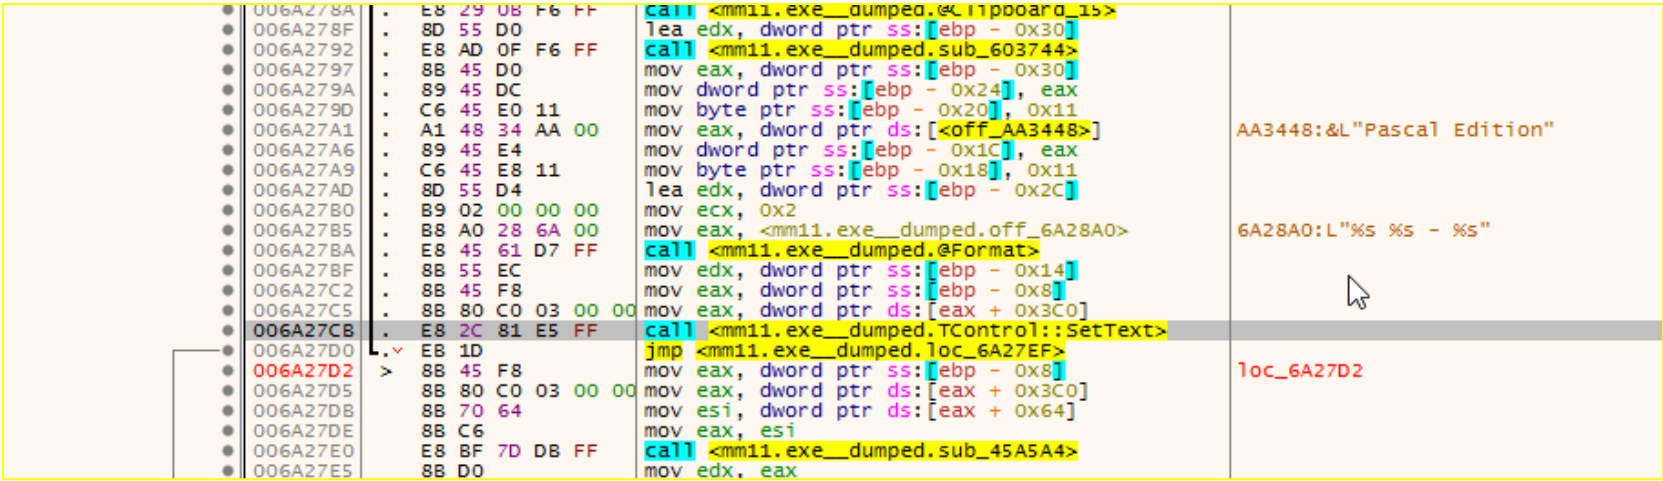 006A278A . E8 29 0B F6 FF call <mm11.exe__dumped.@Clipboard_15>
006A278F . 8D 55 D0 lea edx, dword ptr ss:[ebp - 0x30]
006A2792 . E8 AD 0F F6 FF call <mm11.exe__dumped.sub_603744>
006A2797 . 8B 45 D0 mov eax, dword ptr ss:[ebp - 0x30]
006A279A . 89 45 DC mov dword ptr ss:[ebp - 0x24], eax
006A279D . C6 45 E0 11 mov byte ptr ss:[ebp - 0x20], 0x11
006A27A1 . A1 48 34 AA 00 mov eax, dword ptr ds:[<off_AA3448>] AA3448:&L"Pascal Edition"
006A27A6 . 89 45 E4 mov dword ptr ss:[ebp - 0x1C], eax
006A27A9 . C6 45 E8 11 mov byte ptr ss:[ebp - 0x18], 0x11
006A27AD . 8D 55 D4 lea edx, dword ptr ss:[ebp - 0x2C]
006A27B0 . B9 02 00 00 00 mov ecx, 0x2
006A27B5 . B8 A0 28 6A 00 mov eax, <mm11.exe__dumped.off_6A28A0> 6A28A0:L"%s %s - %s"
006A27BA . E8 45 61 D7 FF call <mm11.exe__dumped.@Format>
006A27BF . 8B 55 EC mov edx, dword ptr ss:[ebp - 0x14]
006A27C2 . 8B 45 F8 mov eax, dword ptr ss:[ebp - 0x8]
006A27C5 . 8B 80 C0 03 00 00 mov eax, dword ptr ds:[eax + 0x3C0]
006A27CB . E8 2C 81 E5 FF call <mm11.exe__dumped.TControl::SetText>
006A27D0 . EB 1D jmp <mm11.exe__dumped.loc_6A27EF>
006A27D2 > 8B 45 F8 mov eax, dword ptr ss:[ebp - 0x8] loc_6A27D2
006A27D5 8B 80 C0 03 00 00 mov eax, dword ptr ds:[eax + 0x3C0]
006A27DB 8B 70 64 mov esi, dword ptr ds:[eax + 0x64]
006A27DE 8B C6 mov eax, esi
006A27E0 E8 BF 7D DB FF call <mm11.exe__dumped.sub_45A5A4>
006A27E5 8B D0 mov edx, eax